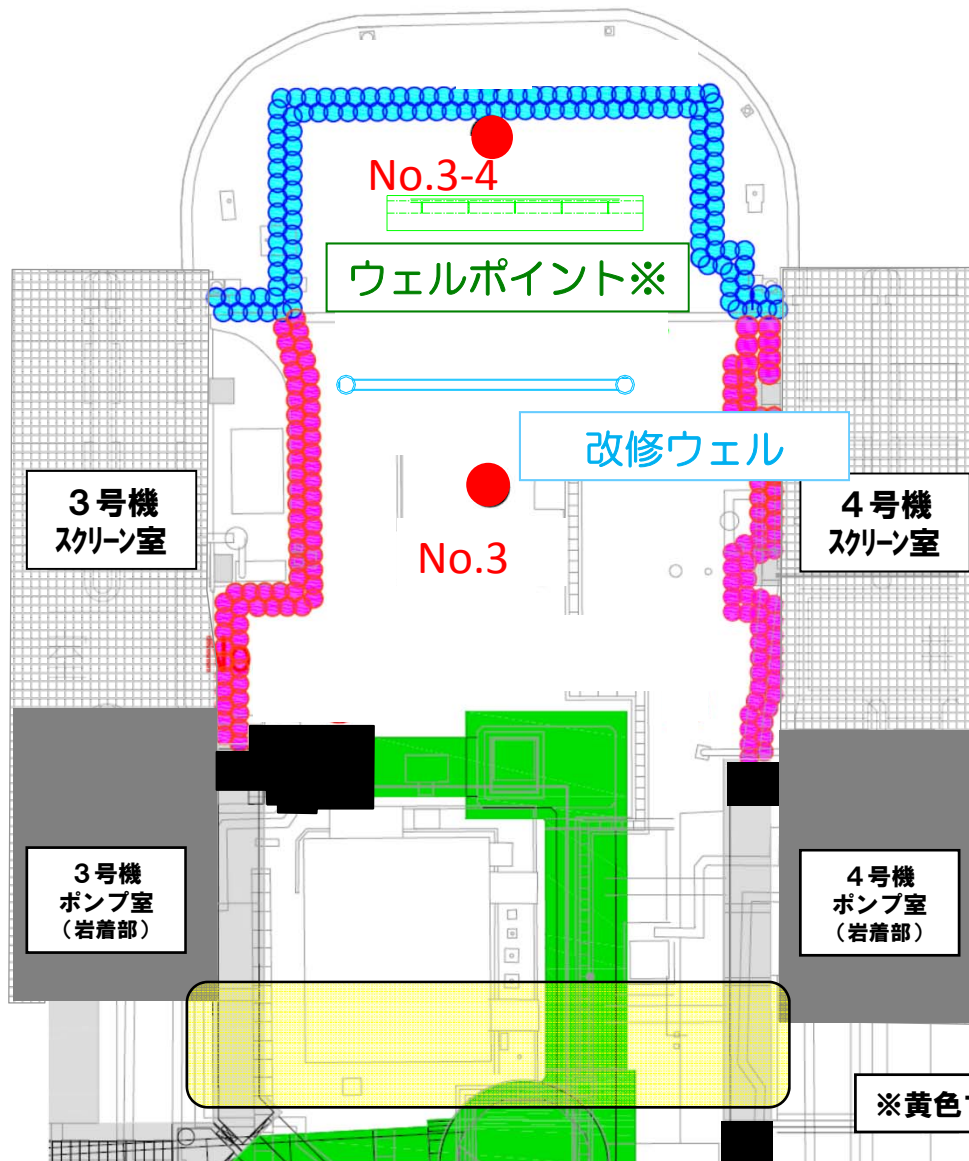 No.3-4
ウェルポイント※
改修ウェル
3号機
スクリーン室
4号機
スクリーン室
No.3
3号機
ポンプ室
（岩着部）
4号機
ポンプ室
（岩着部）
※黄色